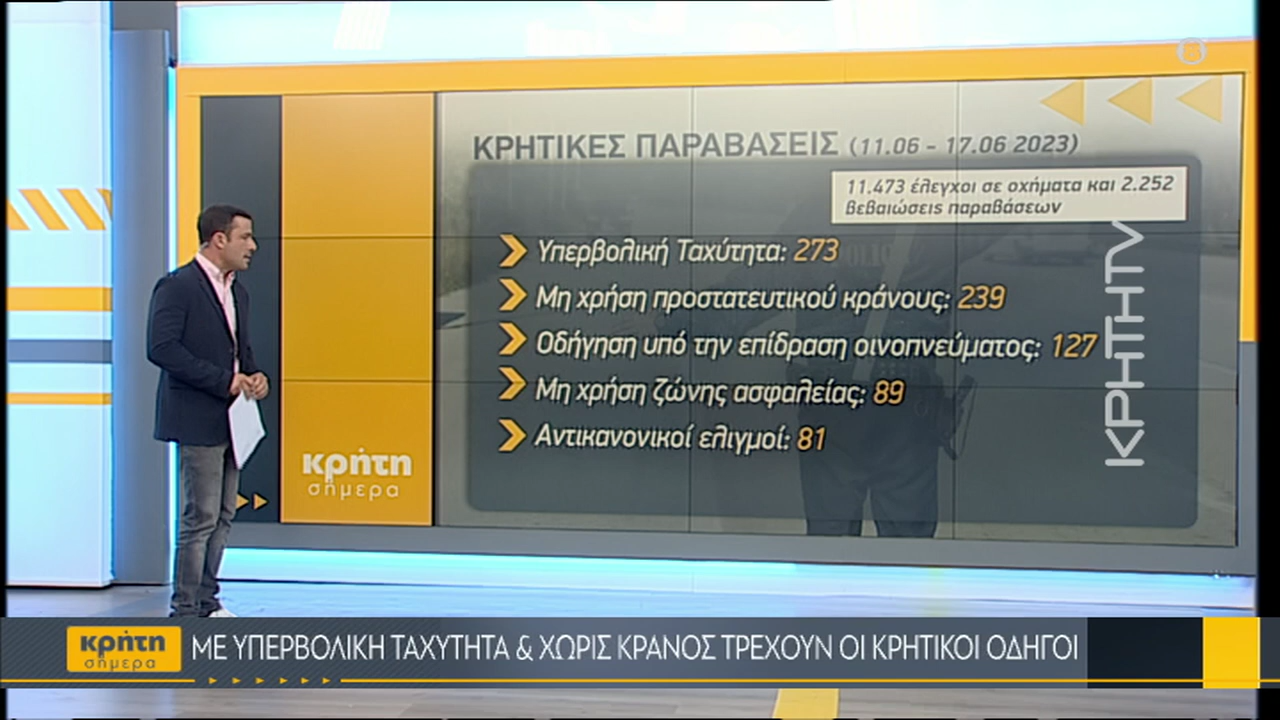 ΚΡΗΤΙΚΕΣ ΠΑΡΑΒΑΣΕΙΣ (11.06 - 17.06 2023)
11.473 έλεγχοι σε οχήματα και 2.252
βεβαιώσεις παραβάσεων
Υπερβολική Ταχύτητα: 273
Μη χρήση προστατευτικού κράνους: 239
Οδήγηση υπό την επίδραση οινοπνεύματος: 127
Μη χρήση ζώνης ασφαλείας: 89
Αντικανονικοί ελιγμοί: 81
ΚΡΗΤΗTV
κρήτη
σήμερα
κρήτη
σήμερα
ΜΕ ΥΠΕΡΒΟΛΙΚΗ ΤΑΧΥΤΗΤΑ & ΧΩΡΙΣ ΚΡΑΝΟΣ ΤΡΕΧΟΥΝ ΟΙ ΚΡΗΤΙΚΟΙ ΟΔΗΓΟΙ